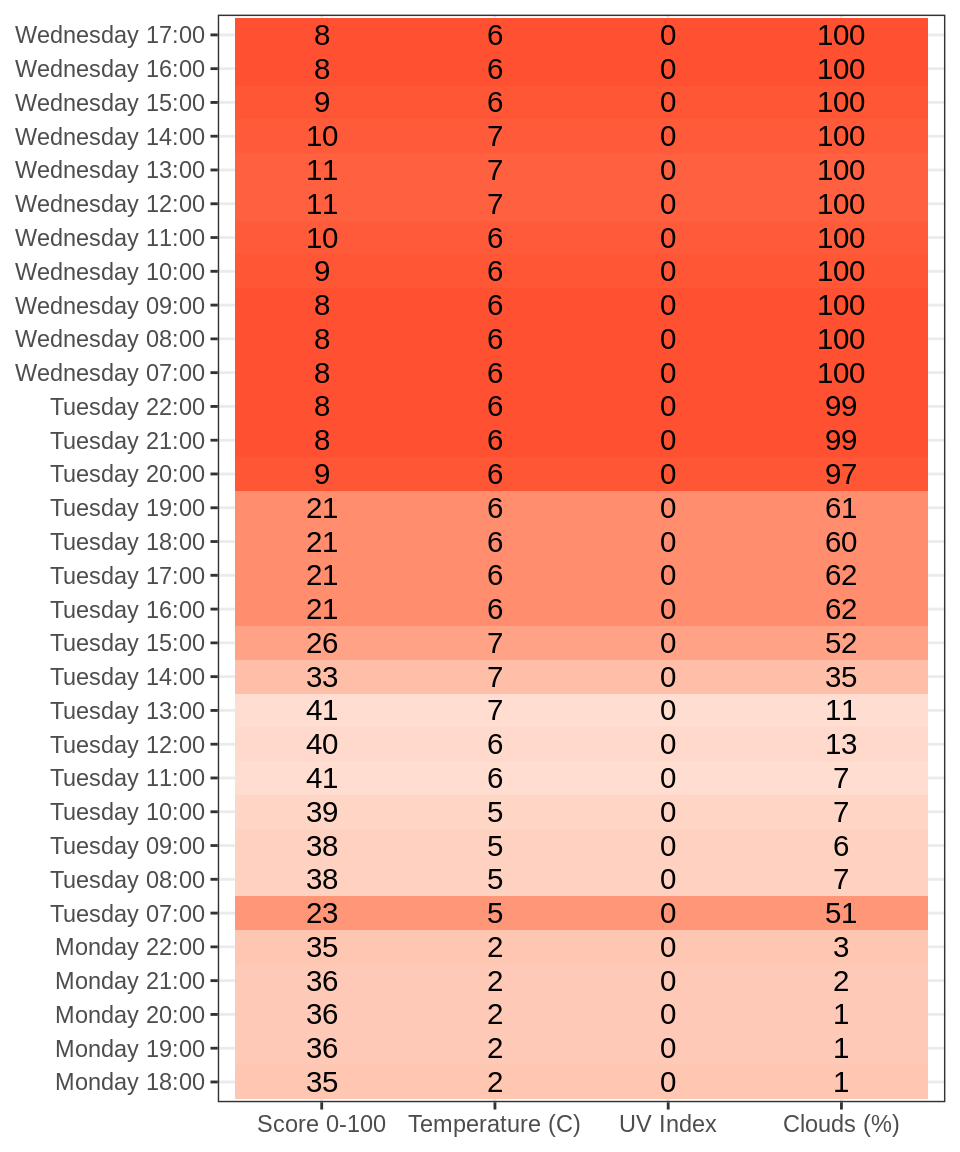 Wednesday 17:00 8 6 0 100
Wednesday 16:00 8 6 0 100
Wednesday 15:00 9 6 0 100
Wednesday 14:00 10 7 0 100
Wednesday 13:00 11 7 0 100
Wednesday 12:00 11 7 0 100
Wednesday 11:00 10 6 0 100
Wednesday 10:00 9 6 0 100
Wednesday 09:00 8 6 0 100
Wednesday 08:00 8 6 0 100
Wednesday 07:00 8 6 0 100
Tuesday 22:00 8 6 0 99
Tuesday 21:00 8 6 0 99
Tuesday 20:00 9 6 0 97
Tuesday 19:00 21 6 0 61
Tuesday 18:00 21 6 0 60
Tuesday 17:00 21 6 0 62
Tuesday 16:00 21 6 0 62
Tuesday 15:00 26 7 0 52
Tuesday 14:00 33 7 0 35
Tuesday 13:00 41 7 0 11
Tuesday 12:00 40 6 0 13
Tuesday 11:00 41 6 0 7
Tuesday 10:00 39 5 0 7
Tuesday 09:00 38 5 0 6
Tuesday 08:00 38 5 0 7
Tuesday 07:00 23 5 0 51
Monday 22:00 35 2 0 3
Monday 21:00 36 2 0 2
Monday 20:00 36 2 0 1
Monday 19:00 36 2 0 1
Monday 18:00 35 2 0 1
Score 0-100 Temperature (C) UV Index Clouds (%)